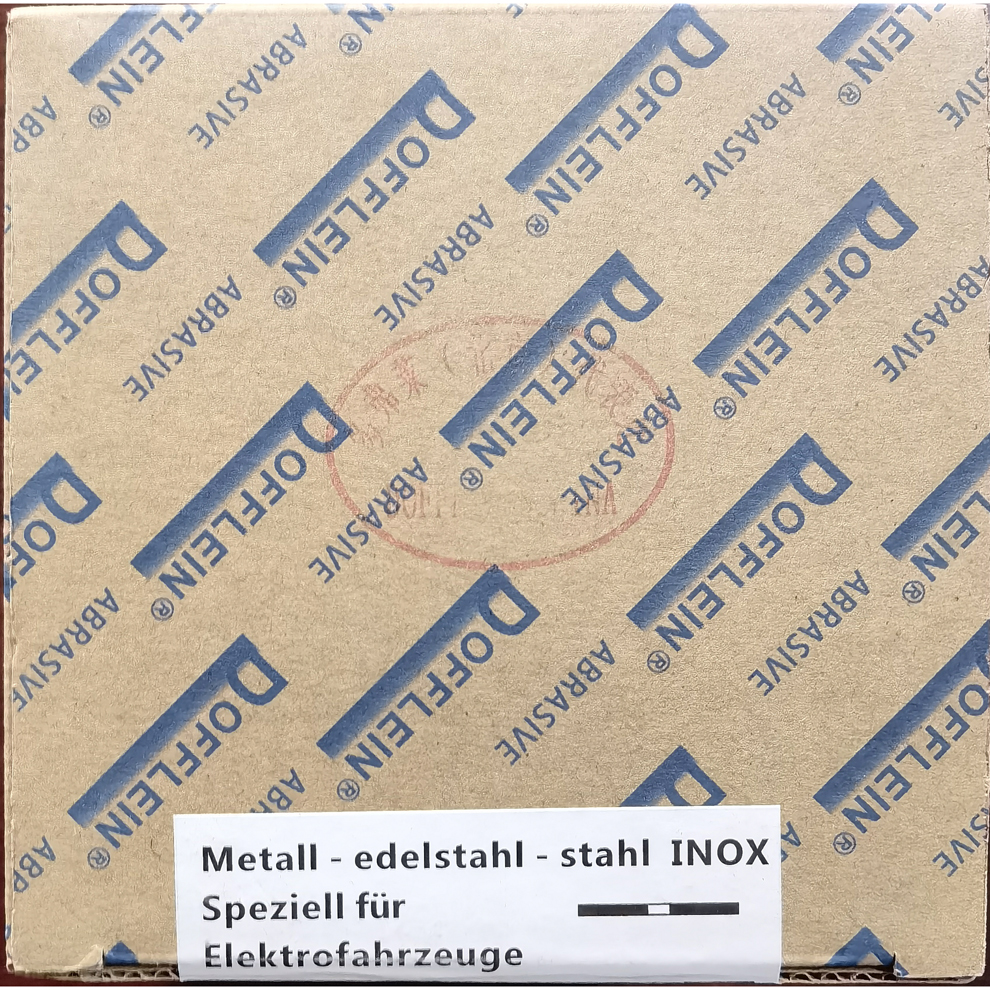 DOFFLEIN®
ABRASIVE
Metall - edelstahl - stahl INOX
Speziell für
Elektrofahrzeuge